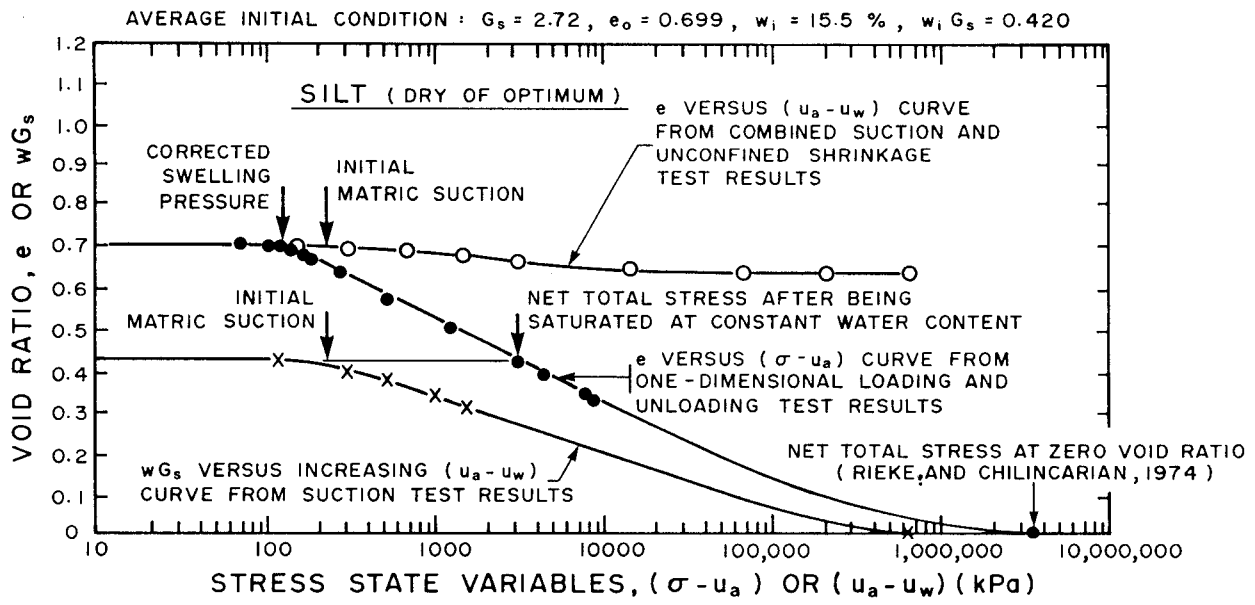 AVERAGE INITIAL CONDITION : Gs = 2.72 , eo = 0.699 , wi = 15.5 % , wi Gs = 0.420
1.2
1.1
1.0
0.9
0.8
0.7
0.6
0.5
0.4
0.3
0.2
0.1
0
VOID RATIO, e OR wGs
SILT ( DRY OF OPTIMUM )
e VERSUS (ua-uw) CURVE
FROM COMBINED SUCTION AND
UNCONFINED SHRINKAGE
TEST RESULTS
CORRECTED
SWELLING
PRESSURE
INITIAL
MATRIC SUCTION
INITIAL
MATRIC SUCTION
NET TOTAL STRESS AFTER BEING
SATURATED AT CONSTANT WATER CONTENT
e VERSUS (σ-ua) CURVE FROM
ONE-DIMENSIONAL LOADING AND
UNLOADING TEST RESULTS
NET TOTAL STRESS AT ZERO VOID RATIO
( RIEKE, AND CHILINCARIAN, 1974 )
wGs VERSUS INCREASING (ua-uw)
CURVE FROM SUCTION TEST RESULTS
10 100 1000 10000 100,000 1,000,000 10,000,000
STRESS STATE VARIABLES, (σ-ua) OR (ua-uw) (kPa)